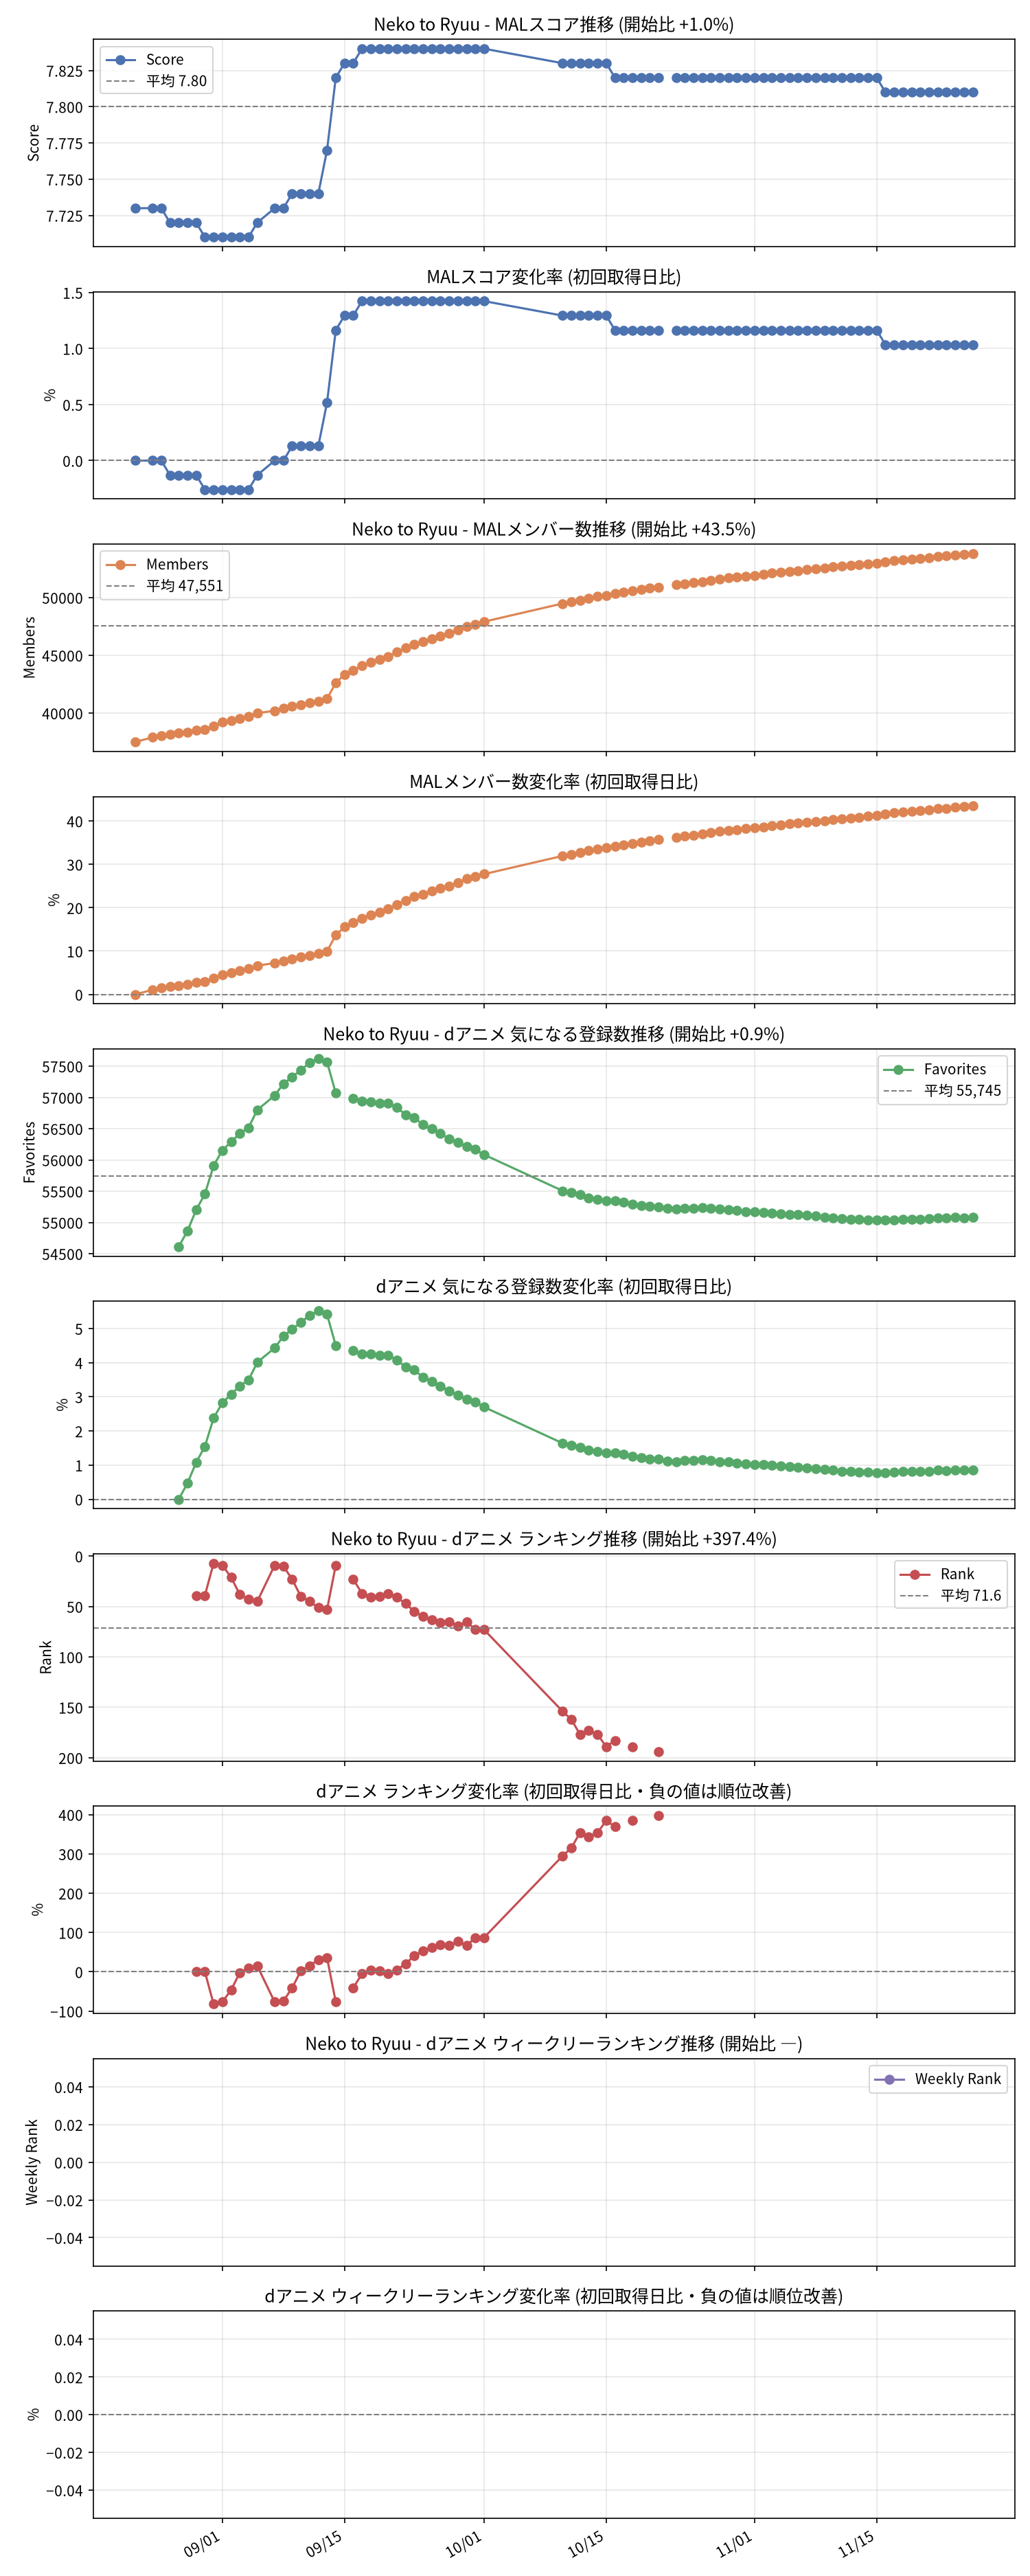 Neko to Ryuu - MALスコア推移 (開始比 +1.0%)
Score
平均 7.80
7.825
7.800
7.775
7.750
7.725
Score
MALスコア変化率 (初回取得日比)
1.5
1.0
0.5
0.0
%
Neko to Ryuu - MALメンバー数推移 (開始比 +43.5%)
Members
平均 47,551
50000
45000
40000
Members
MALメンバー数変化率 (初回取得日比)
40
30
20
10
0
%
Neko to Ryuu - dアニメ 気になる登録数推移 (開始比 +0.9%)
Favorites
平均 55,745
57500
57000
56500
56000
55500
55000
54500
Favorites
dアニメ 気になる登録数変化率 (初回取得日比)
5
4
3
2
1
0
%
Neko to Ryuu - dアニメ ランキング推移 (開始比 +397.4%)
Rank
平均 71.6
0
50
100
150
200
Rank
dアニメ ランキング変化率 (初回取得日比・負の値は順位改善)
400
300
200
100
0
−100
%
Neko to Ryuu - dアニメ ウィークリーランキング推移 (開始比 —)
Weekly Rank
0.04
0.02
0.00
−0.02
−0.04
Weekly Rank
dアニメ ウィークリーランキング変化率 (初回取得日比・負の値は順位改善)
0.04
0.02
0.00
−0.02
−0.04
%
09/01
09/15
10/01
10/15
11/01
11/15